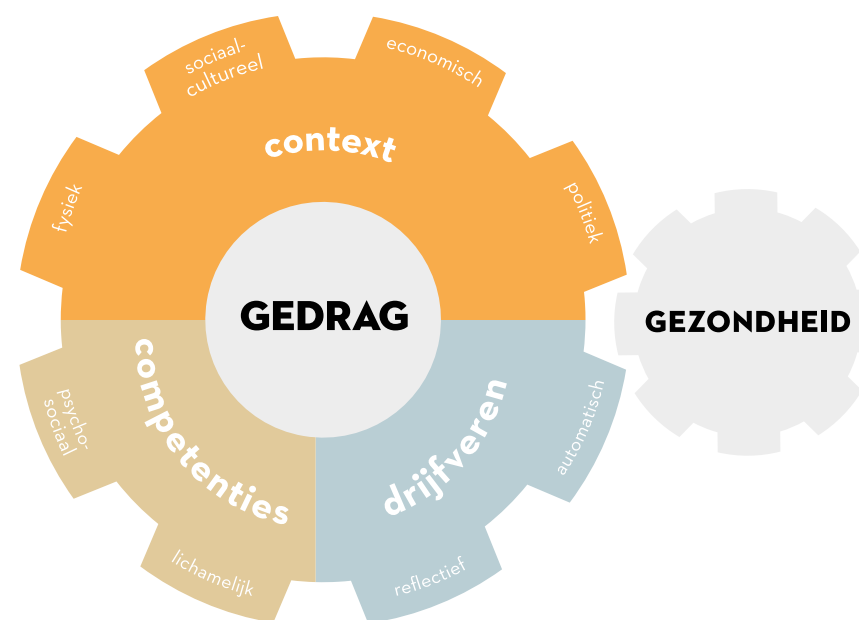 sociaal-
cultureel
economisch
context
fysiek
politiek
GEDRAG
GEZONDHEID
competenties
drijfveren
psycho-
sociaal
automatisch
lichamelijk
reflectief